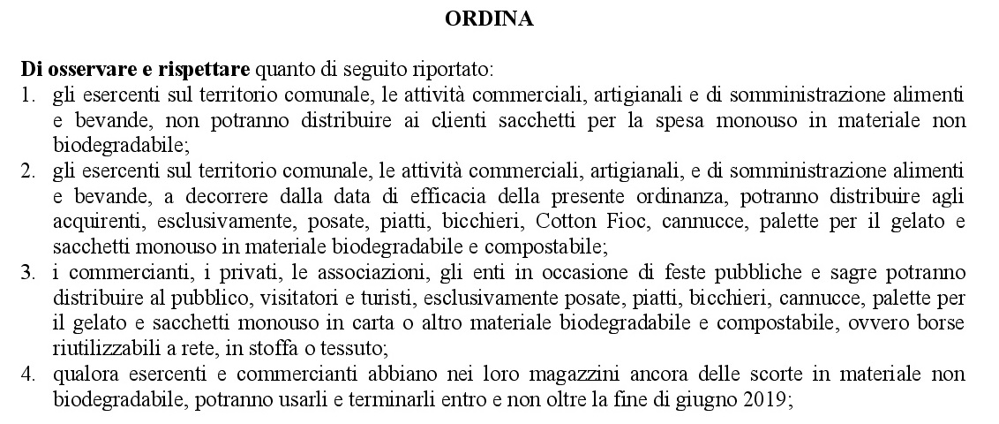 ORDINA
Di osservare e rispettare quanto di seguito riportato:
1. gli esercenti sul territorio comunale, le attività commerciali, artigianali e di somministrazione alimenti
e bevande, non potranno distribuire ai clienti sacchetti per la spesa monouso in materiale non
biodegradabile;
2. gli esercenti sul territorio comunale, le attività commerciali, artigianali, e di somministrazione alimenti
e bevande, a decorrere dalla data di efficacia della presente ordinanza, potranno distribuire agli
acquirenti, esclusivamente, posate, piatti, bicchieri, Cotton Fioc, cannucce, palette per il gelato e
sacchetti monouso in materiale biodegradabile e compostabile;
3. i commercianti, i privati, le associazioni, gli enti in occasione di feste pubbliche e sagre potranno
distribuire al pubblico, visitatori e turisti, esclusivamente posate, piatti, bicchieri, cannucce, palette per
il gelato e sacchetti monouso in carta o altro materiale biodegradabile e compostabile, ovvero borse
riutilizzabili a rete, in stoffa o tessuto;
4. qualora esercenti e commercianti abbiano nei loro magazzini ancora delle scorte in materiale non
biodegradabile, potranno usarli e terminarli entro e non oltre la fine di giugno 2019;